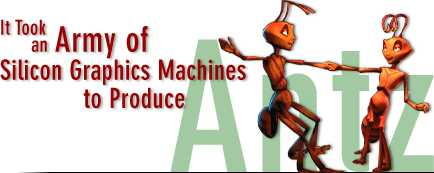 It Took
an Army of
Silicon Graphics Machines
to Produce
Antz